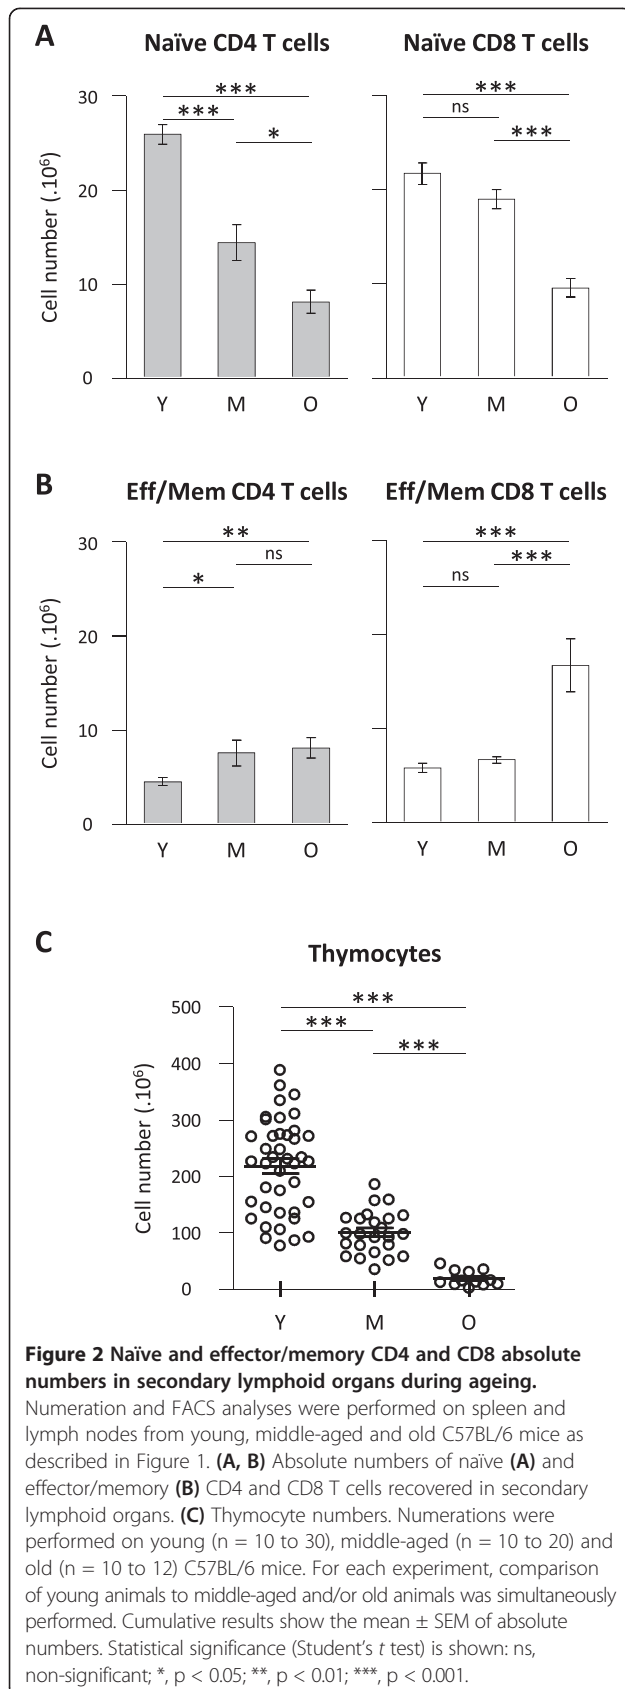 A
Naïve CD4 T cells
Naïve CD8 T cells
***
***
*
***
ns
***
Cell number (.10⁶)
30
20
10
0
Y M O
Y M O
B
Eff/Mem CD4 T cells
Eff/Mem CD8 T cells
**
ns
*
***
***
ns
Cell number (.10⁶)
30
20
10
0
Y M O
Y M O
C
Thymocytes
***
***
***
Cell number (.10⁶)
500
400
300
200
100
0
Y M O
Figure 2 Naïve and effector/memory CD4 and CD8 absolute
numbers in secondary lymphoid organs during ageing.
Numeration and FACS analyses were performed on spleen and
lymph nodes from young, middle-aged and old C57BL/6 mice as
described in Figure 1. (A, B) Absolute numbers of naïve (A) and
effector/memory (B) CD4 and CD8 T cells recovered in secondary
lymphoid organs. (C) Thymocyte numbers. Numerations were
performed on young (n = 10 to 30), middle-aged (n = 10 to 20) and
old (n = 10 to 12) C57BL/6 mice. For each experiment, comparison
of young animals to middle-aged and/or old animals was simultaneously
performed. Cumulative results show the mean ± SEM of absolute
numbers. Statistical significance (Student's t test) is shown: ns,
non-significant; *, p < 0.05; **, p < 0.01; ***, p < 0.001.